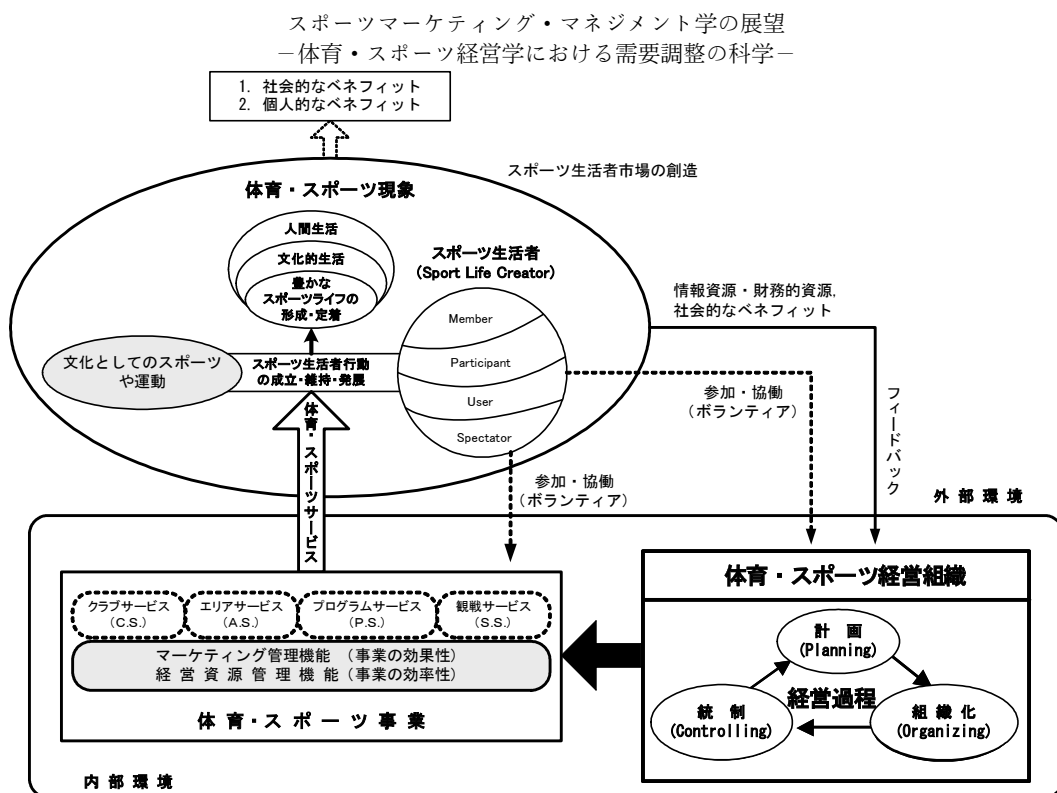 スポーツマーケティング・マネジメント学の展望
－体育・スポーツ経営学における需要調整の科学－
1. 社会的なベネフィット
2. 個人的なベネフィット
スポーツ生活者市場の創造
体育・スポーツ現象
人間生活
文化的生活
豊かな
スポーツライフの
形成・定着
スポーツ生活者
(Sport Life Creator)
Member
Participant
User
Spectator
文化としてのスポーツ
や運動
スポーツ生活者行動
の成立・維持・発展
体育・スポーツサービス
情報資源・財務的資源,
社会的なベネフィット
参加・協働
（ボランティア）
参加・協働
（ボランティア）
フィードバック
外部環境
体育・スポーツ経営組織
計画
(Planning)
経営過程
統制
(Controlling)
組織化
(Organizing)
クラブサービス
(C.S.)
エリアサービス
(A.S.)
プログラムサービス
(P.S.)
観戦サービス
(S.S.)
マーケティング管理機能 （事業の効果性）
経営資源管理機能（事業の効率性）
体育・スポーツ事業
内部環境